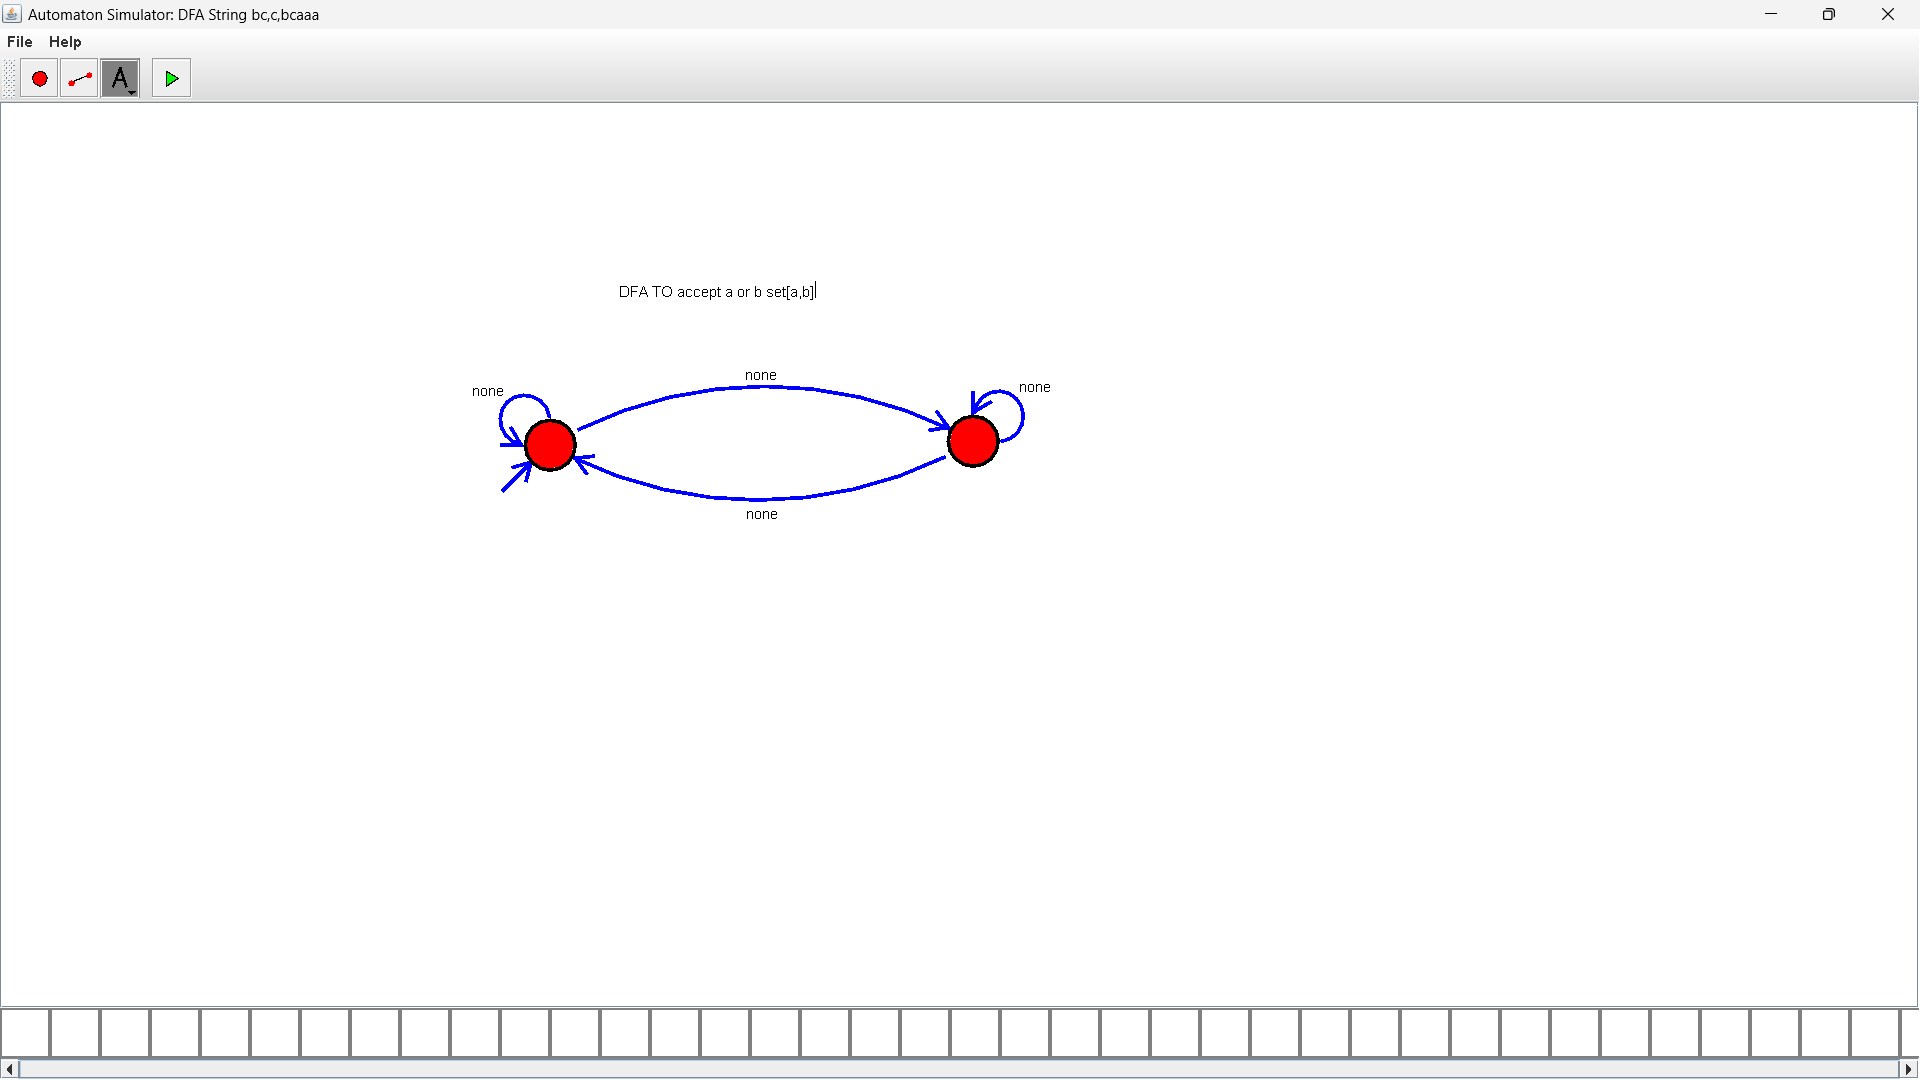 Automaton Simulator: DFA String bc,c,bcaaa
File Help
A
DFA TO accept a or b set[a,b]
none
none
none
none